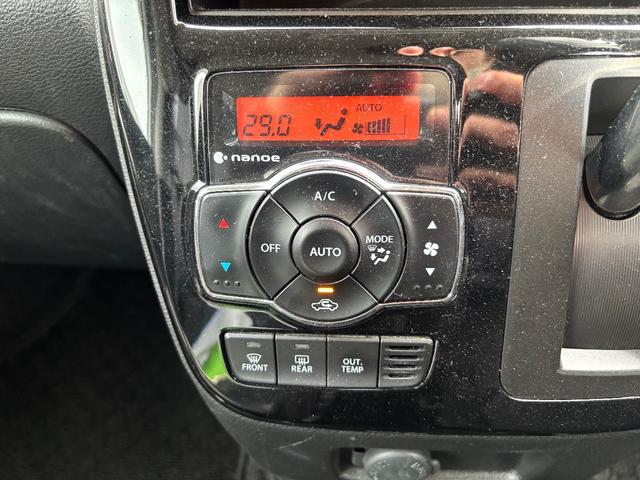 AUTO
29.0
nanoe
A/C
OFF
AUTO
MODE
FRONT
REAR
OUT.
TEMP